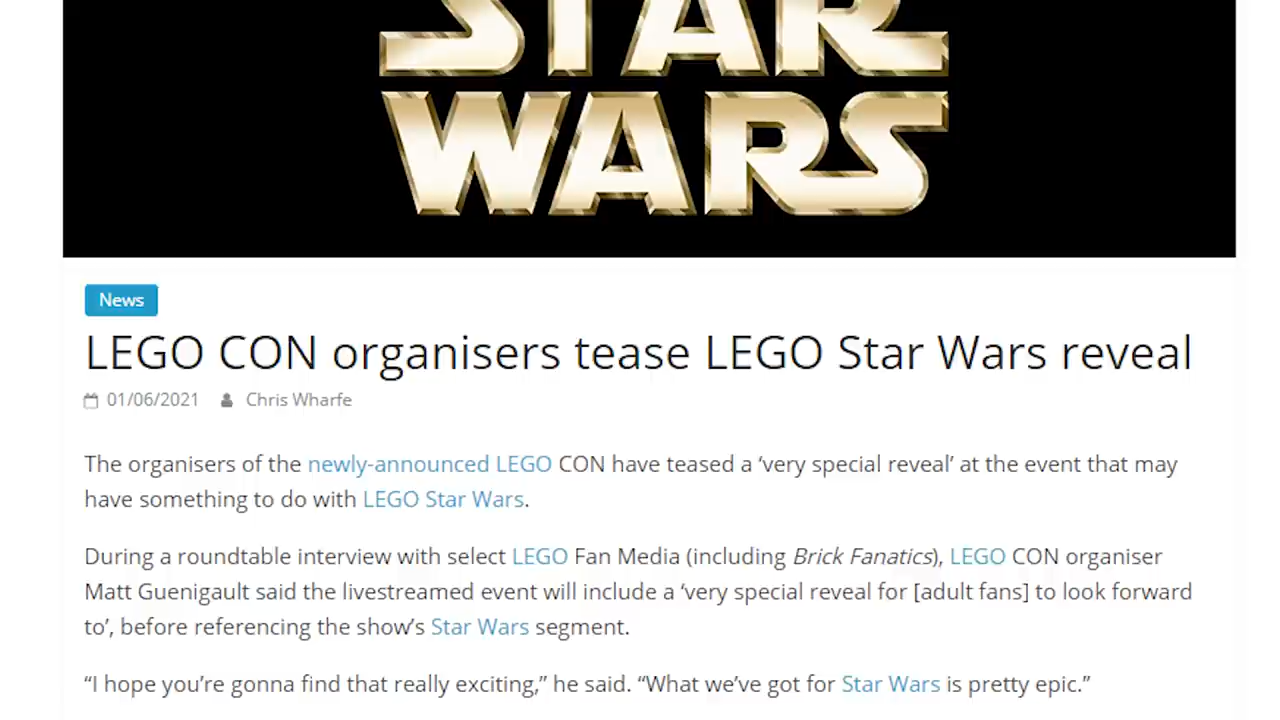 STAR
WARS
News
LEGO CON organisers tease LEGO Star Wars reveal
01/06/2021 Chris Wharfe
The organisers of the newly-announced LEGO CON have teased a ‘very special reveal’ at the event that may
have something to do with LEGO Star Wars.
During a roundtable interview with select LEGO Fan Media (including Brick Fanatics), LEGO CON organiser
Matt Guenigault said the livestreamed event will include a ‘very special reveal for [adult fans] to look forward
to’, before referencing the show’s Star Wars segment.
“I hope you’re gonna find that really exciting,” he said. “What we’ve got for Star Wars is pretty epic.”